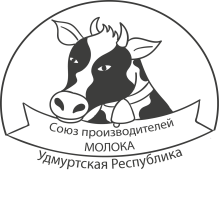 Союз производителей
МОЛОКА
Удмуртская Республика